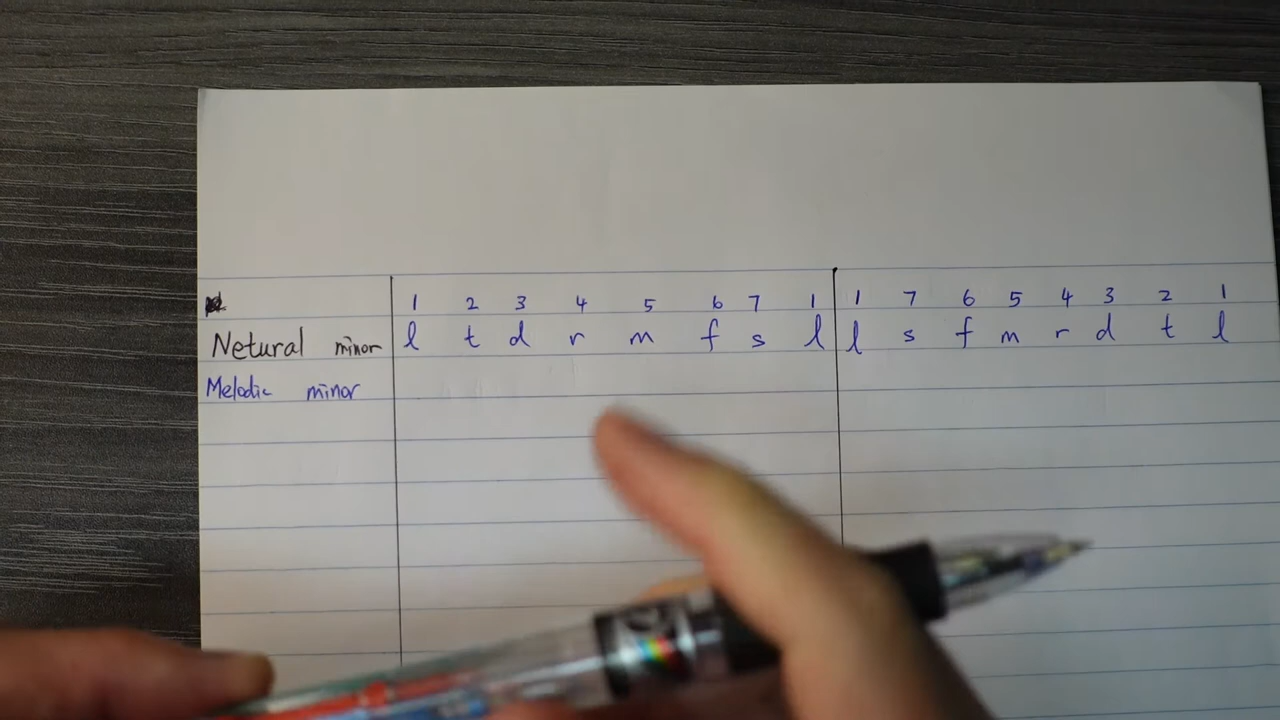 1 2 3 4 5 6 7 1 1 7 6 5 4 3 2 1
Netural minor l t d r m f s l l s f m r d t l
Melodic minor